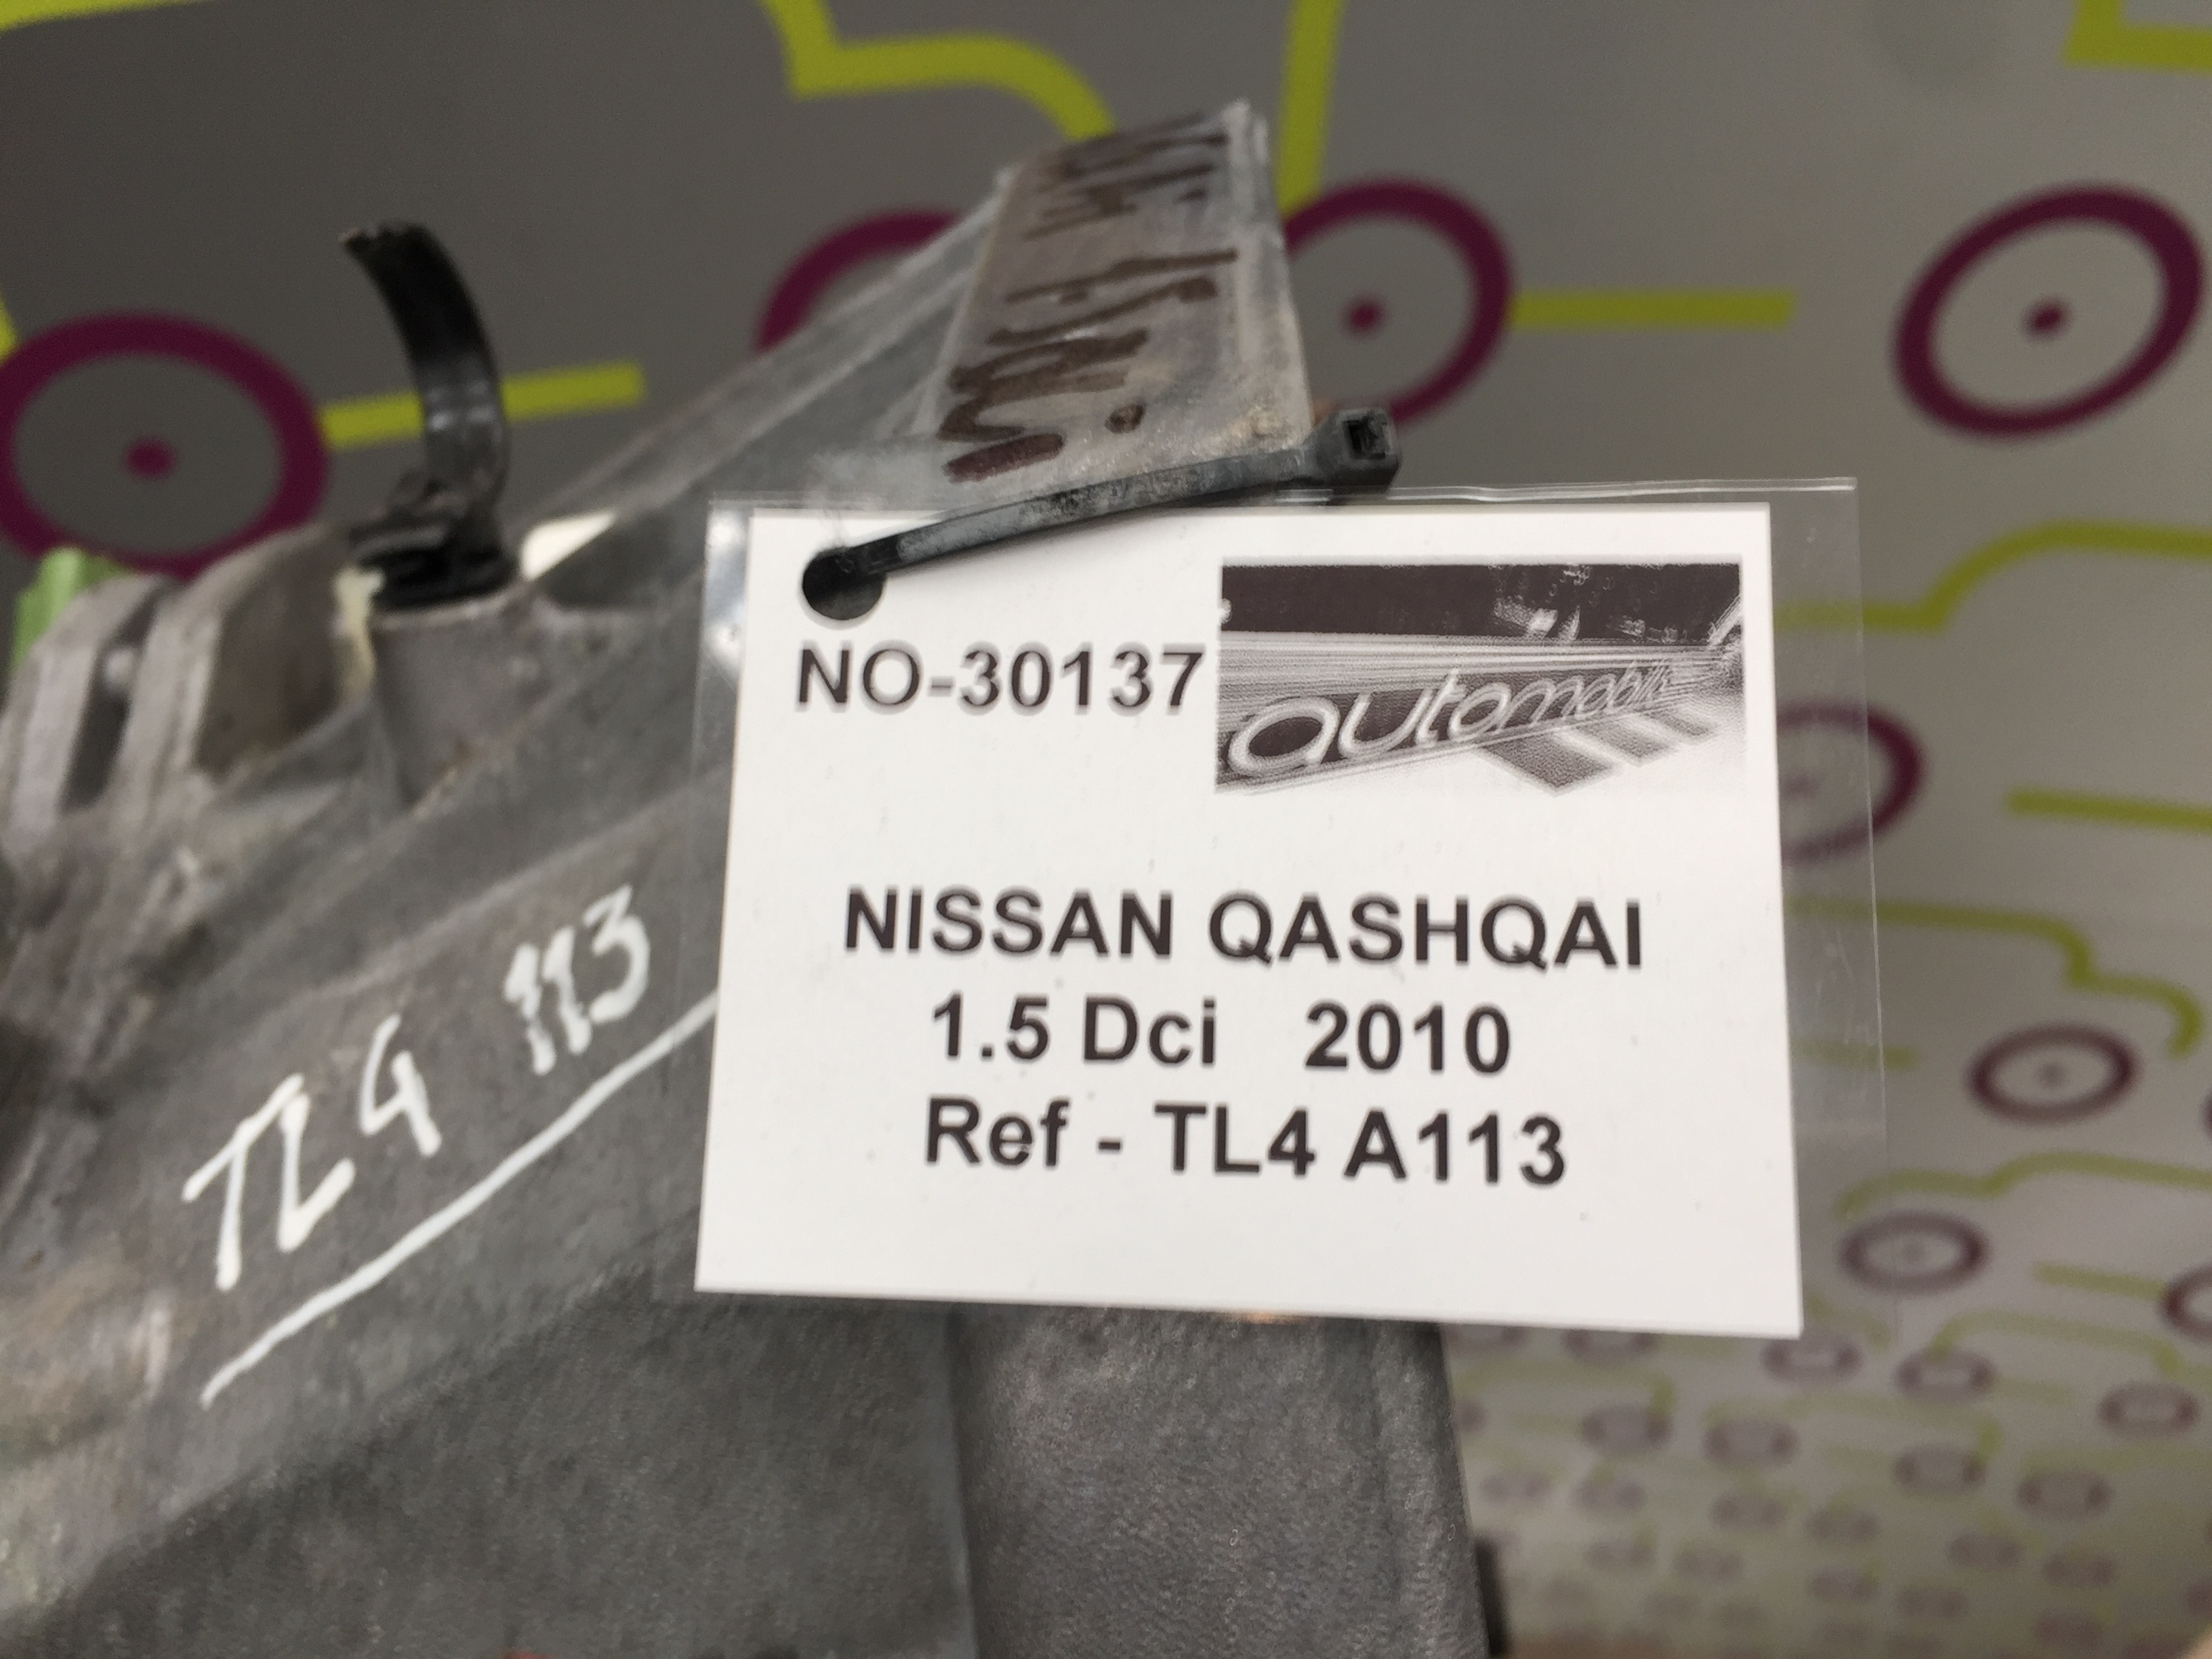 NO-30137
automobile
NISSAN QASHQAI
1.5 Dci 2010
Ref - TL4 A113
TL4 113